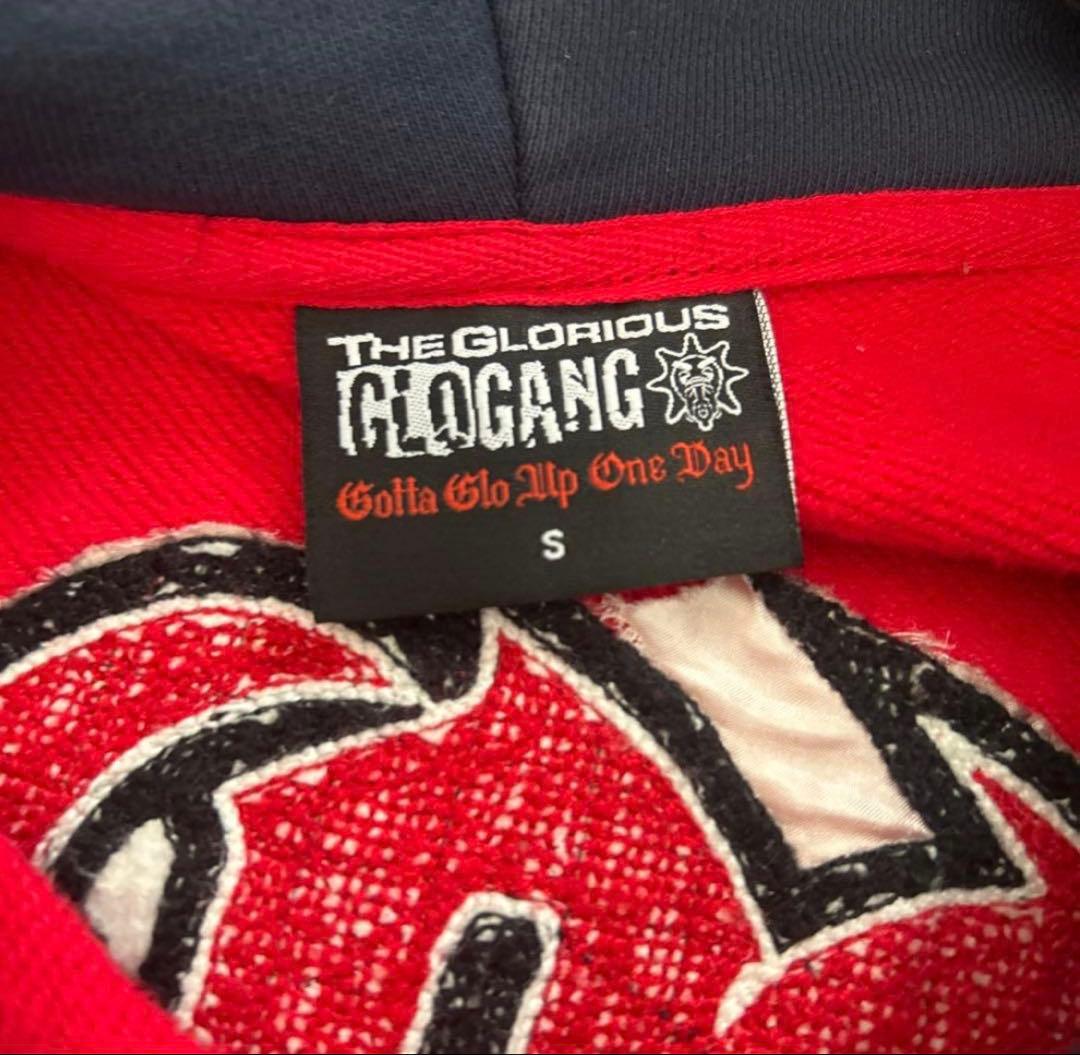 THE GLORIOUS
GLOGANG
Gotta Glo Up One Day
S